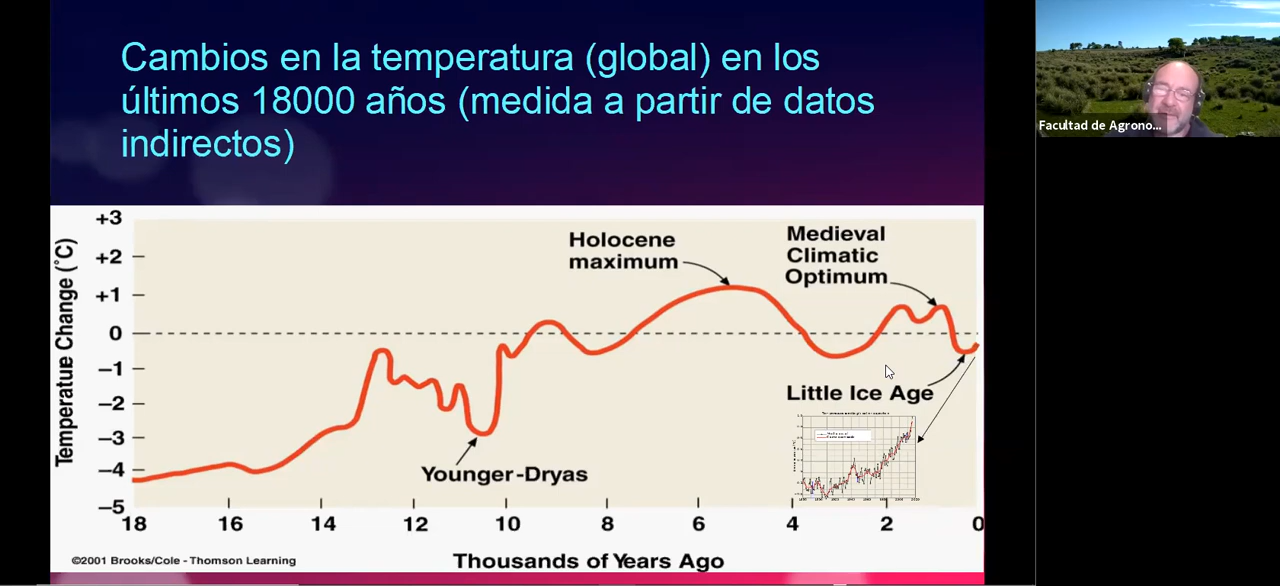 Cambios en la temperatura (global) en los
últimos 18000 años (medida a partir de datos
indirectos)
Facultad de Agrono...
+3
+2
+1
0
−1
−2
−3
−4
−5
Temperatue Change (°C)
Holocene
maximum
Medieval
Climatic
Optimum
Little Ice Age
Younger-Dryas
18
16
14
12
10
8
6
4
2
0
©2001 Brooks/Cole - Thomson Learning
Thousands of Years Ago